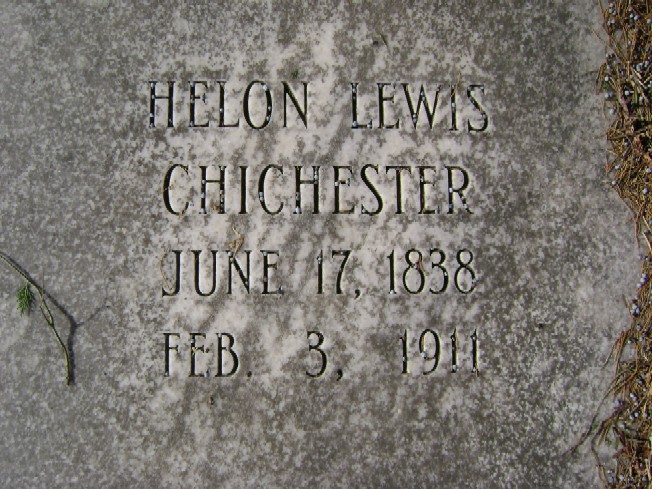 HELON LEWIS
CHICHESTER
JUNE 17, 1838
FEB. 3, 1911